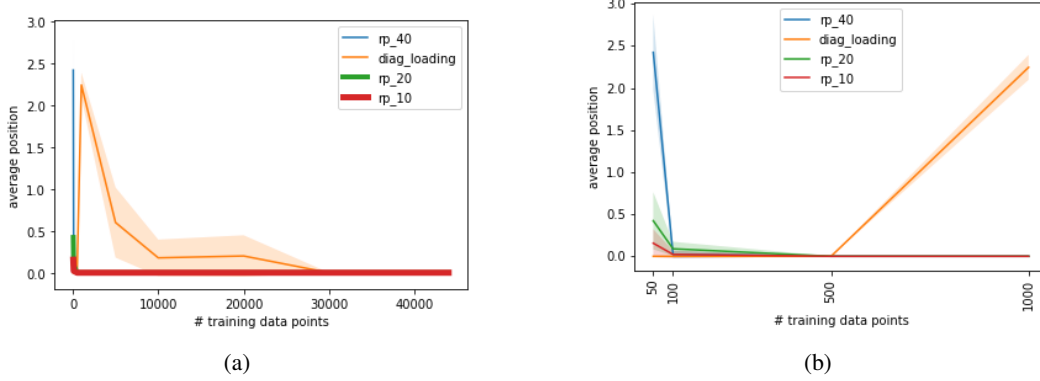 3.0
2.5
2.0
1.5
1.0
0.5
0.0
average position
rp_40
diag_loading
rp_20
rp_10
0 10000 20000 30000 40000
# training data points
(a)
3.0
2.5
2.0
1.5
1.0
0.5
0.0
average position
rp_40
diag_loading
rp_20
rp_10
50 100 500 1000
# training data points
(b)